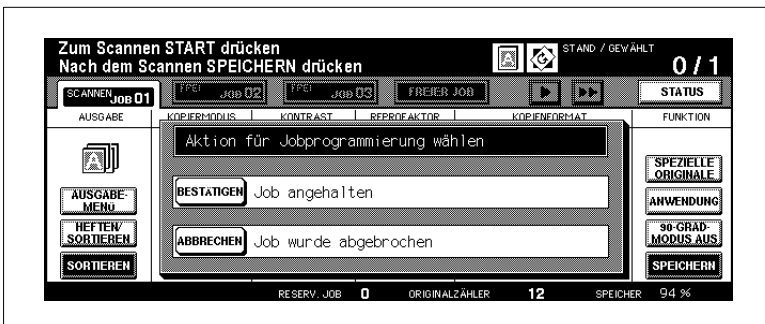 Zum Scannen START drücken
Nach dem Scannen SPEICHERN drücken
STAND / GEWÄHLT
0 / 1
SCANNEN JOB 01
FREI JOB 02
FREI JOB 03
FREIER JOB
STATUS
AUSGABE
KOPIERMODUS
KONTRAST
REPROFAKTOR
KOPIENFORMAT
FUNKTION
Aktion für Jobprogrammierung wählen
BESTÄTIGEN Job angehalten
ABBRECHEN Job wurde abgebrochen
AUSGABE-
MENÜ
HEFTEN/
SORTIEREN
SORTIEREN
SPEZIELLE
ORIGINALE
ANWENDUNG
90-GRAD-
MODUS AUS
SPEICHERN
RESERV. JOB 0 ORIGINALZÄHLER 12 SPEICHER 94 %